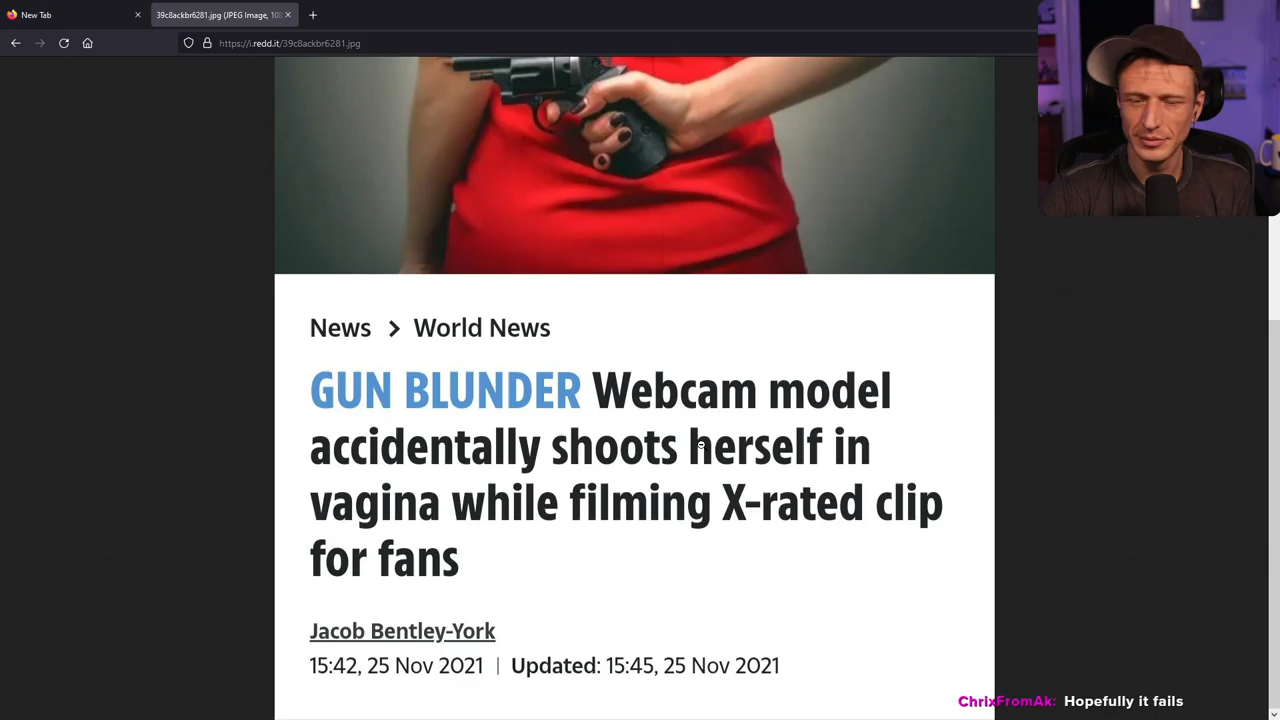 New Tab
39c8ackbr6281.jpg (JPEG Image, 10
https://i.redd.it/39c8ackbr6281.jpg
News > World News
GUN BLUNDER Webcam model
accidentally shoots herself in
vagina while filming X-rated clip
for fans
Jacob Bentley-York
15:42, 25 Nov 2021 | Updated: 15:45, 25 Nov 2021
ChrixFromAk: Hopefully it fails